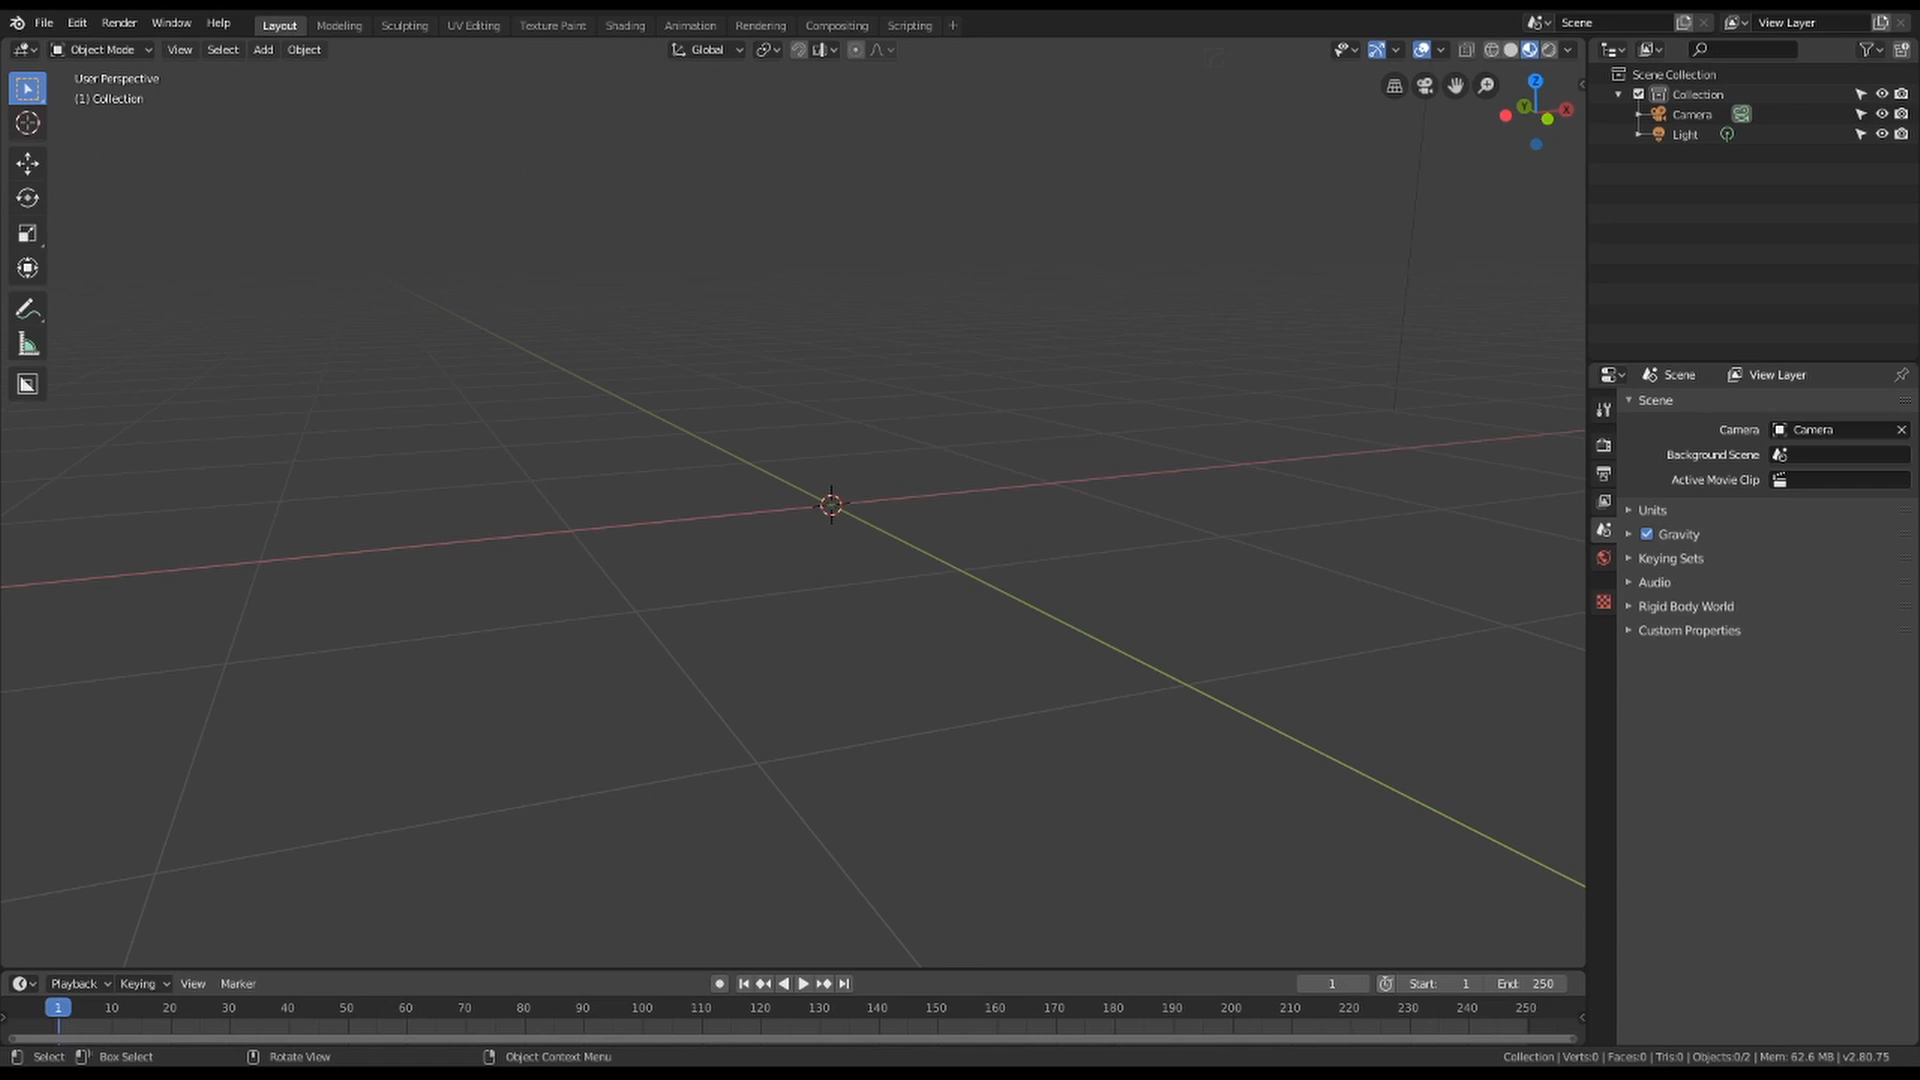 File Edit Render Window Help Layout Modeling Sculpting UV Editing Texture Paint Shading Animation Rendering Compositing Scripting + Scene View Layer
Object Mode View Select Add Object Global
User Perspective
(1) Collection
Z
Y
X
Scene Collection
Collection
Camera
Light
Scene View Layer
Scene
Camera Camera
Background Scene
Active Movie Clip
Units
Gravity
Keying Sets
Audio
Rigid Body World
Custom Properties
Playback Keying View Marker 1 Start: 1 End: 250
1 10 20 30 40 50 60 70 80 90 100 110 120 130 140 150 160 170 180 190 200 210 220 230 240 250
Select Box Select Rotate View Object Context Menu Collection | Verts:0 | Faces:0 | Tris:0 | Objects:0/2 | Mem: 62.6 MB | v2.80.75